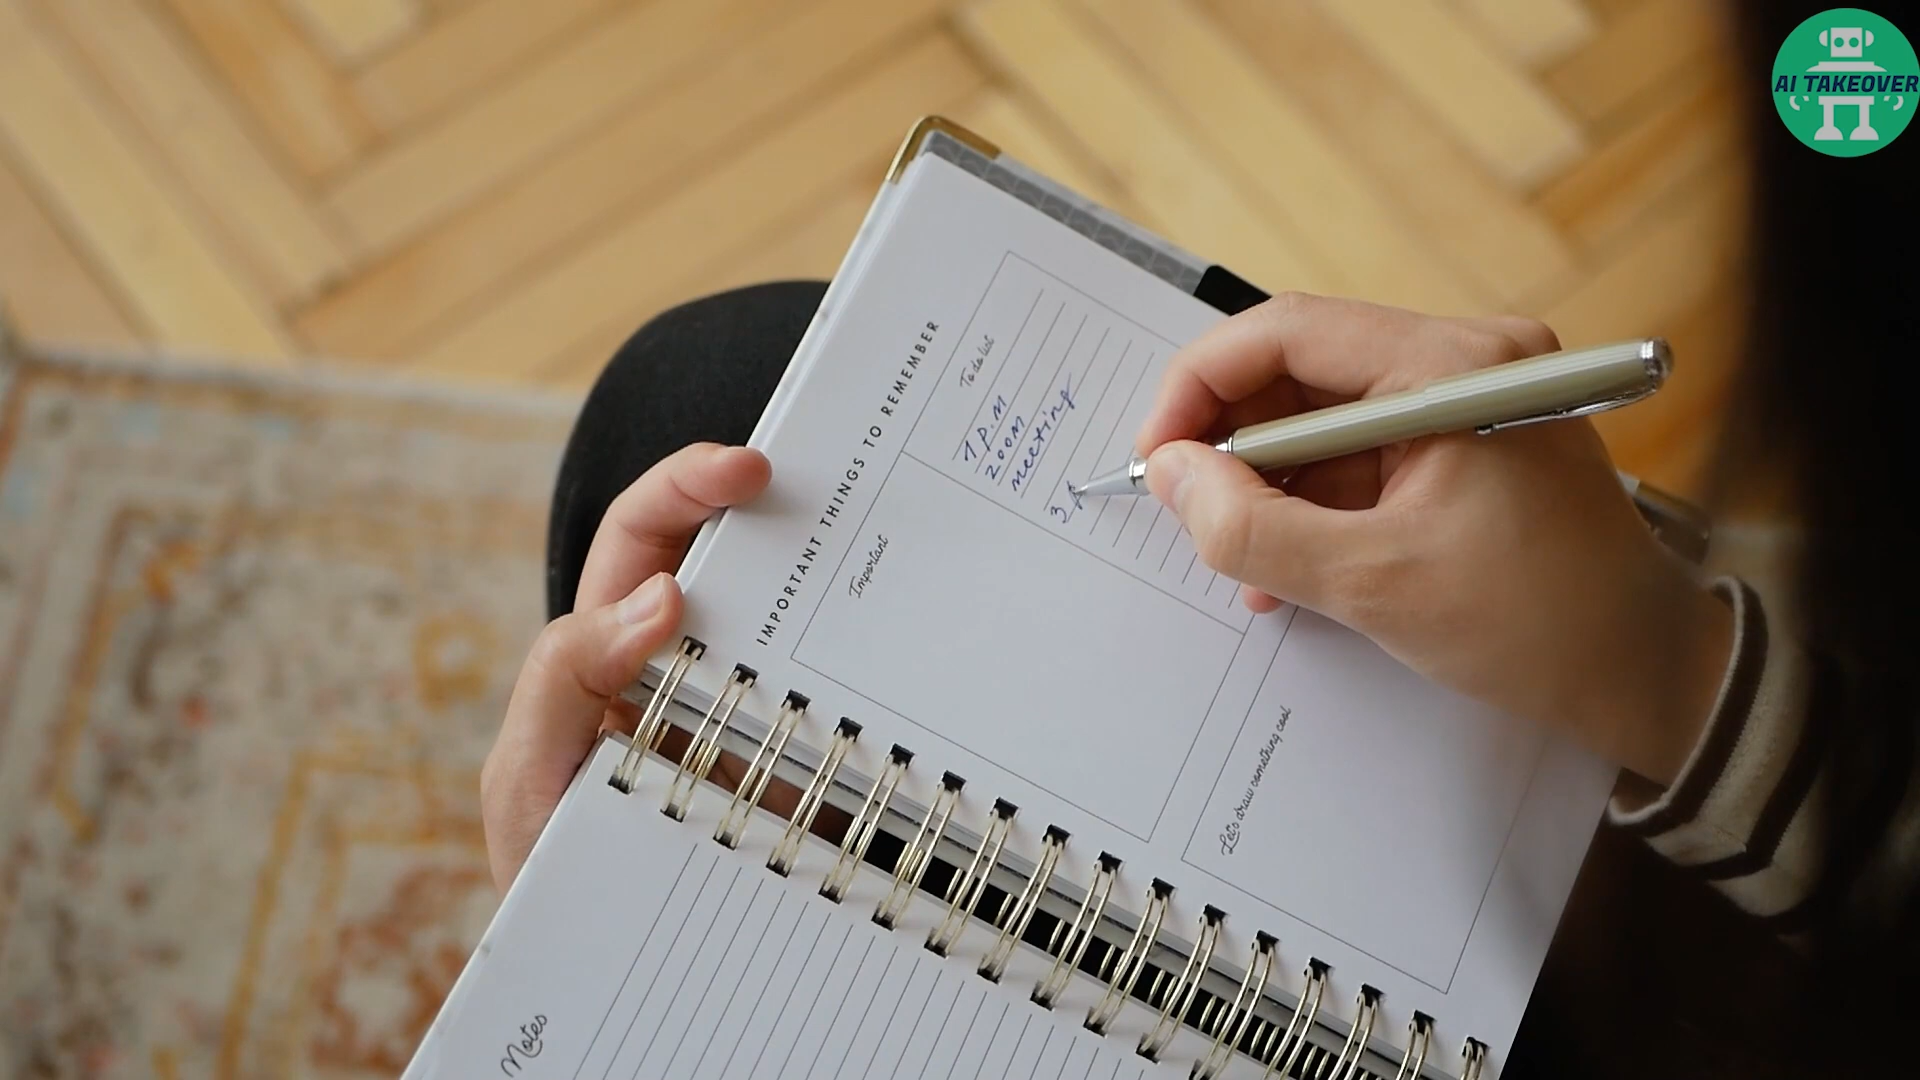 AI TAKEOVER
IMPORTANT THINGS TO REMEMBER
To do list
1 P.M
ZOOM
meeting
3 p
Important
Let's draw something cool
Notes